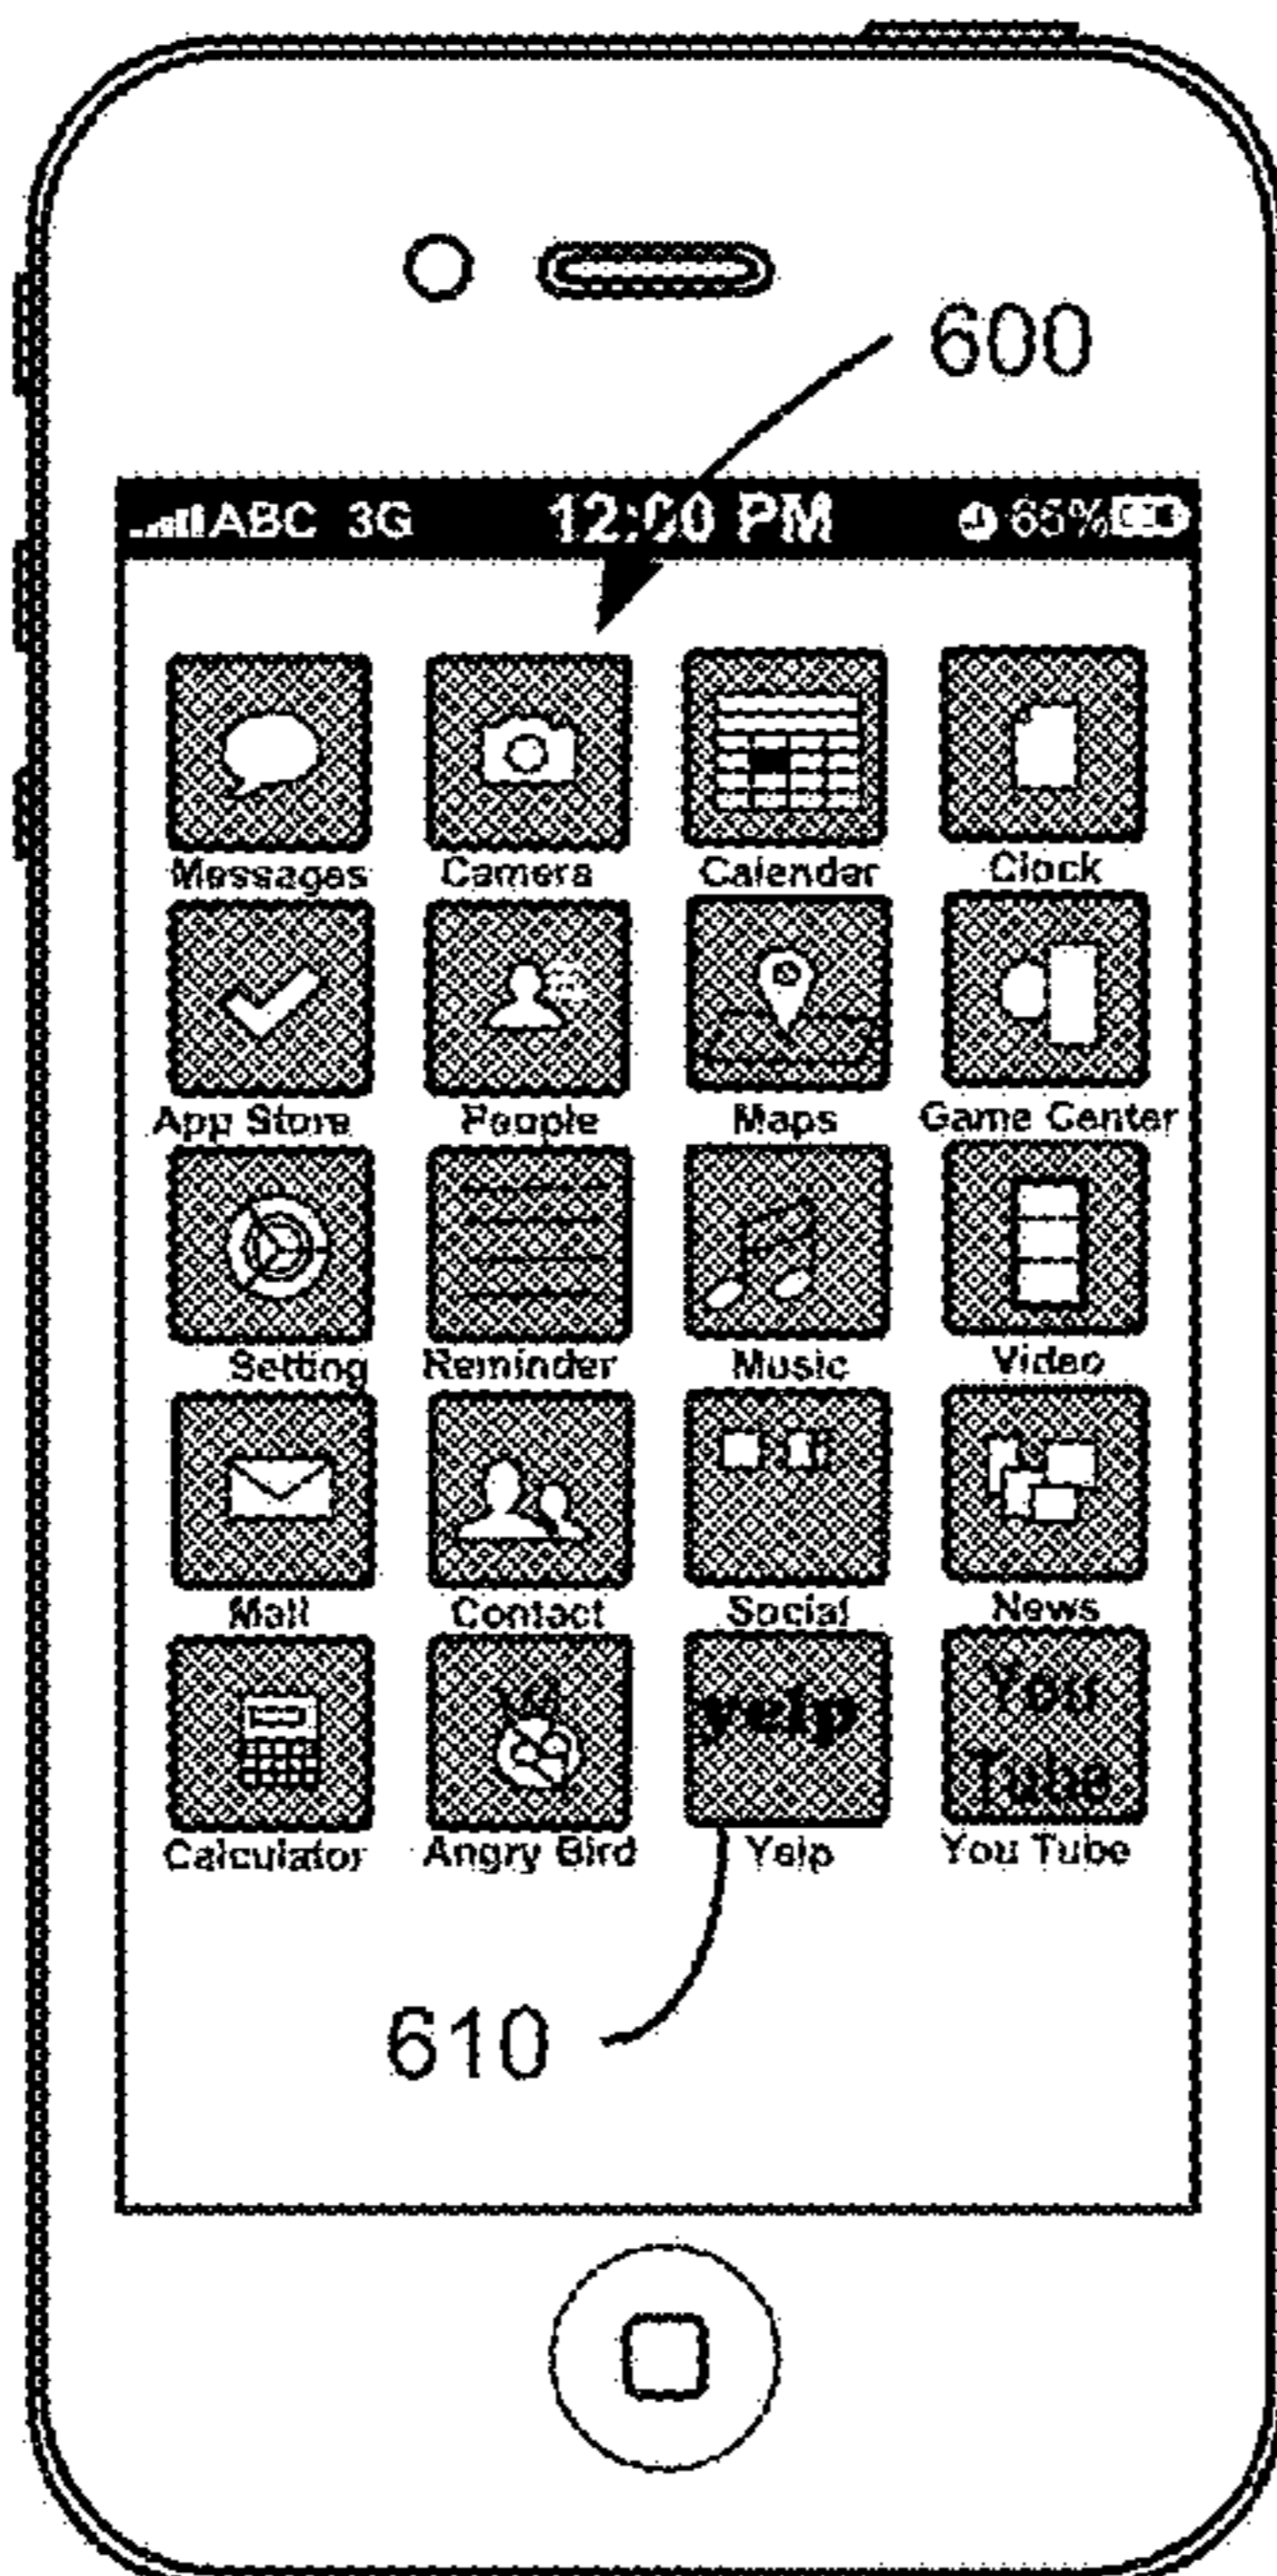 600
ABC 3G 12:00 PM 65%
Messages Camera Calendar Clock
App Store People Maps Game Center
Setting Reminder Music Video
Mail Contact Social News
yelp You
Tube
Calculator Angry Bird Yelp You Tube
610